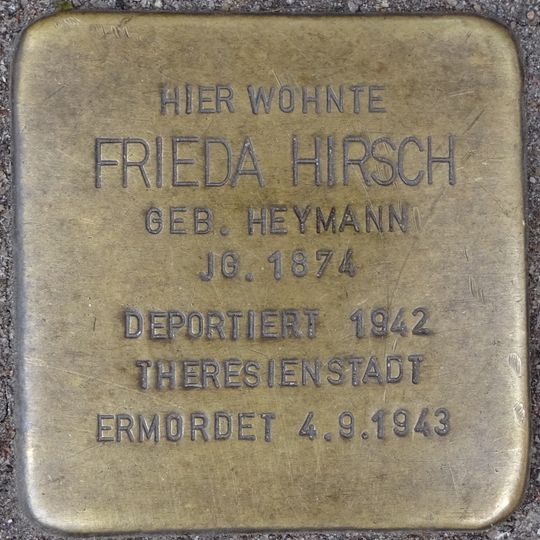 HIER WOHNTE
FRIEDA HIRSCH
GEB. HEYMANN
JG. 1874
DEPORTIERT 1942
THERESIENSTADT
ERMORDET 4.9.1943